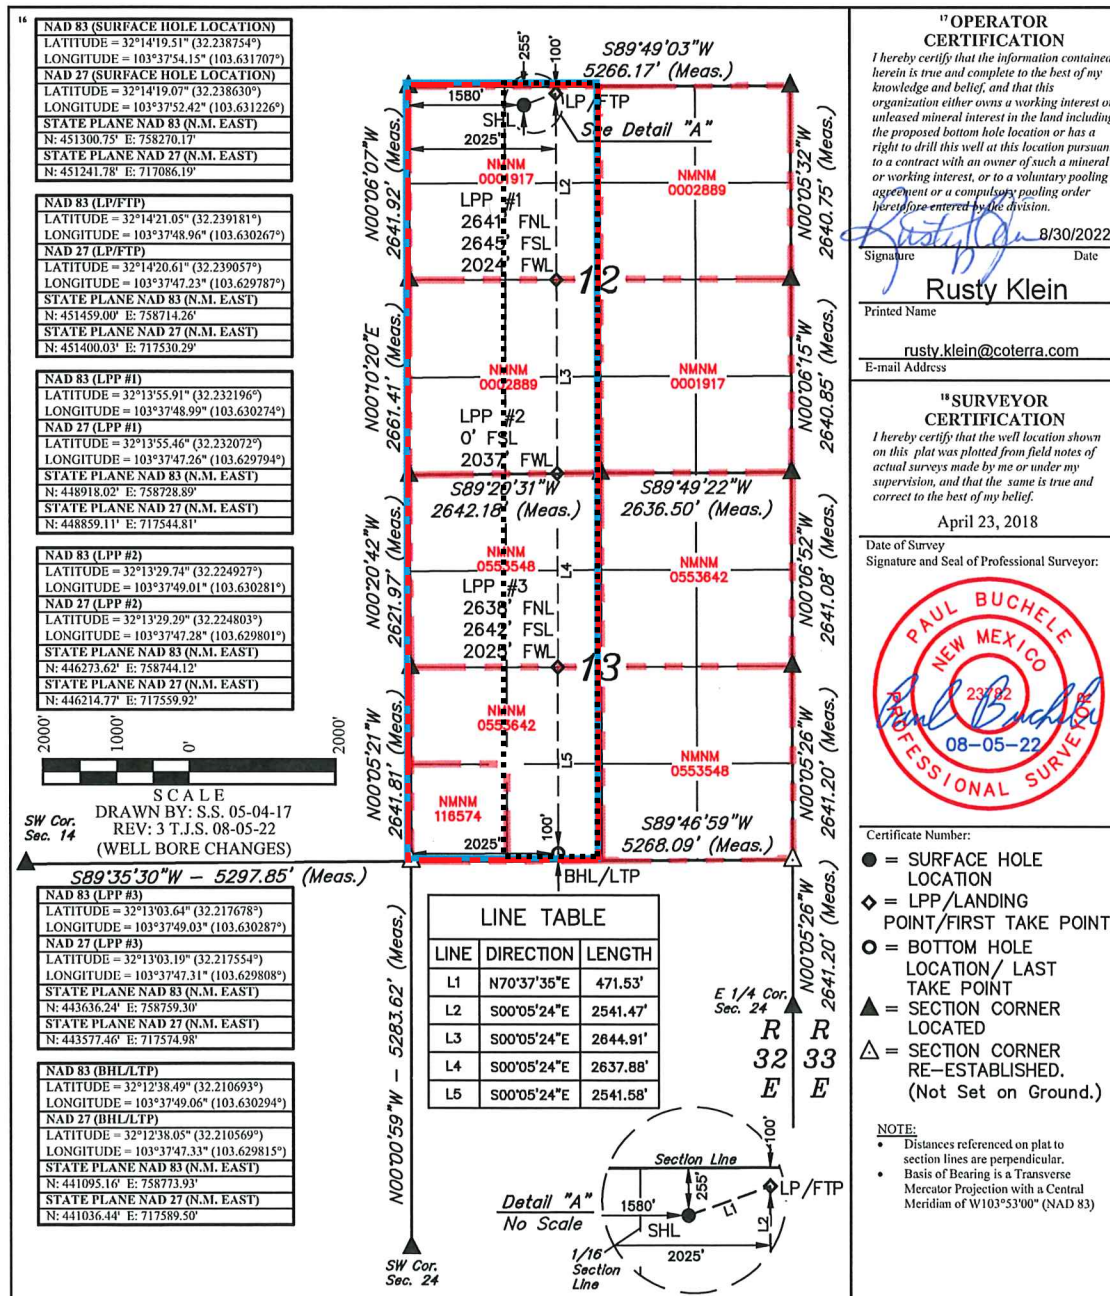 16
NAD 83 (SURFACE HOLE LOCATION)
LATITUDE = 32°14'19.51" (32.238754°)
LONGITUDE = 103°37'54.15" (103.631707°)
NAD 27 (SURFACE HOLE LOCATION)
LATITUDE = 32°14'19.07" (32.238630°)
LONGITUDE = 103°37'52.42" (103.631226°)
STATE PLANE NAD 83 (N.M. EAST)
N: 451300.75' E: 758270.17'
STATE PLANE NAD 27 (N.M. EAST)
N: 451241.78' E: 717086.19'
NAD 83 (LP/FTP)
LATITUDE = 32°14'21.05" (32.239181°)
LONGITUDE = 103°37'48.96" (103.630267°)
NAD 27 (LP/FTP)
LATITUDE = 32°14'20.61" (32.239057°)
LONGITUDE = 103°37'47.23" (103.629787°)
STATE PLANE NAD 83 (N.M. EAST)
N: 451459.00' E: 758714.26'
STATE PLANE NAD 27 (N.M. EAST)
N: 451400.03' E: 717530.29'
NAD 83 (LPP #1)
LATITUDE = 32°13'55.91" (32.232196°)
LONGITUDE = 103°37'48.99" (103.630274°)
NAD 27 (LPP #1)
LATITUDE = 32°13'55.46" (32.232072°)
LONGITUDE = 103°37'47.26" (103.629794°)
STATE PLANE NAD 83 (N.M. EAST)
N: 448918.02' E: 758728.89'
STATE PLANE NAD 27 (N.M. EAST)
N: 448859.11' E: 717544.81'
NAD 83 (LPP #2)
LATITUDE = 32°13'29.74" (32.224927°)
LONGITUDE = 103°37'49.01" (103.630281°)
NAD 27 (LPP #2)
LATITUDE = 32°13'29.29" (32.224803°)
LONGITUDE = 103°37'47.28" (103.629801°)
STATE PLANE NAD 83 (N.M. EAST)
N: 446273.62' E: 758744.12'
STATE PLANE NAD 27 (N.M. EAST)
N: 446214.77' E: 717559.92'
2000'
1000'
0'
2000'
SCALE
DRAWN BY: S.S. 05-04-17
REV: 3 T.J.S. 08-05-22
(WELL BORE CHANGES)
SW Cor.
Sec. 14
S89°35'30"W – 5297.85' (Meas.)
NAD 83 (LPP #3)
LATITUDE = 32°13'03.64" (32.217678°)
LONGITUDE = 103°37'49.03" (103.630287°)
NAD 27 (LPP #3)
LATITUDE = 32°13'03.19" (32.217554°)
LONGITUDE = 103°37'47.31" (103.629808°)
STATE PLANE NAD 83 (N.M. EAST)
N: 443636.24' E: 758759.30'
STATE PLANE NAD 27 (N.M. EAST)
N: 443577.46' E: 717574.98'
NAD 83 (BHL/LTP)
LATITUDE = 32°12'38.49" (32.210693°)
LONGITUDE = 103°37'49.06" (103.630294°)
NAD 27 (BHL/LTP)
LATITUDE = 32°12'38.05" (32.210569°)
LONGITUDE = 103°37'47.33" (103.629815°)
STATE PLANE NAD 83 (N.M. EAST)
N: 441095.16' E: 758773.93'
STATE PLANE NAD 27 (N.M. EAST)
N: 441036.44' E: 717589.50'
255'
100'
S89°49'03"W
5266.17' (Meas.)
1580'
LP/FTP
SHL
See Detail "A"
2025'
NMNM
0001917
L2
NMNM
0002889
LPP #1
2641' FNL
2645' FSL
2024' FWL
12
NMNM
0002889
L3
NMNM
0001917
LPP #2
0' FSL
2037' FWL
S89°29'31"W
2642.18' (Meas.)
S89°49'22"W
2636.50' (Meas.)
NMNM
0553548
L4
NMNM
0553642
LPP #3
2638' FNL
2642' FSL
2025' FWL
13
NMNM
0553642
L5
NMNM
0553548
NMNM
116574
2025'
100'
S89°46'59"W
5268.09' (Meas.)
BHL/LTP
N00°06'07"W
2641.92' (Meas.)
N00°10'20"E
2661.41' (Meas.)
N00°20'42"W
2621.97' (Meas.)
N00°05'21"W
2641.81' (Meas.)
N00°05'32"W
2640.75' (Meas.)
N00°06'15"W
2640.85' (Meas.)
N00°06'52"W
2641.08' (Meas.)
N00°05'26"W
2641.20' (Meas.)
N00°05'26"W
2641.20' (Meas.)
N00°00'59"W – 5283.62' (Meas.)
LINE TABLE
LINE DIRECTION LENGTH
L1 N70°37'35"E 471.53'
L2 S00°05'24"E 2541.47'
L3 S00°05'24"E 2644.91'
L4 S00°05'24"E 2637.88'
L5 S00°05'24"E 2541.58'
E 1/4 Cor.
Sec. 24
R R
32 33
E E
SW Cor.
Sec. 24
Detail "A"
No Scale
Section Line
100'
255'
LP/FTP
1580'
L1
SHL
L2
2025'
1/16
Section
Line
17 OPERATOR
CERTIFICATION
I hereby certify that the information contained
herein is true and complete to the best of my
knowledge and belief, and that this
organization either owns a working interest or
unleased mineral interest in the land including
the proposed bottom hole location or has a
right to drill this well at this location pursuant
to a contract with an owner of such a mineral
or working interest, or to a voluntary pooling
agreement or a compulsory pooling order
heretofore entered by the division.
Rusty Klein 8/30/2022
Signature Date
Rusty Klein
Printed Name
rusty.klein@coterra.com
E-mail Address
18 SURVEYOR
CERTIFICATION
I hereby certify that the well location shown
on this plat was plotted from field notes of
actual surveys made by me or under my
supervision, and that the same is true and
correct to the best of my belief.
April 23, 2018
Date of Survey
Signature and Seal of Professional Surveyor:
PAUL BUCHELE
NEW MEXICO
23782
Paul Buchele
08-05-22
PROFESSIONAL SURVEYOR
Certificate Number:
= SURFACE HOLE
LOCATION
= LPP/LANDING
POINT/FIRST TAKE POINT
= BOTTOM HOLE
LOCATION/ LAST
TAKE POINT
= SECTION CORNER
LOCATED
= SECTION CORNER
RE-ESTABLISHED.
(Not Set on Ground.)
NOTE:
• Distances referenced on plat to
section lines are perpendicular.
• Basis of Bearing is a Transverse
Mercator Projection with a Central
Meridian of W103°53'00" (NAD 83)